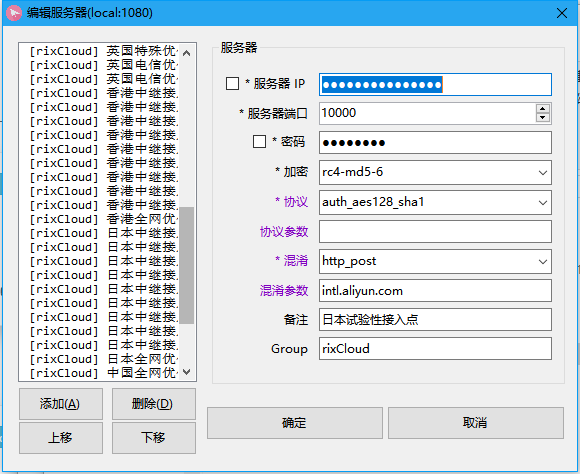 编辑服务器(local:1080)
[rixCloud] 英国特殊优
[rixCloud] 英国电信优
[rixCloud] 英国电信优
[rixCloud] 香港中继接
[rixCloud] 香港中继接
[rixCloud] 香港中继接
[rixCloud] 香港中继接
[rixCloud] 香港中继接
[rixCloud] 香港中继接
[rixCloud] 香港中继接
[rixCloud] 香港中继接
[rixCloud] 香港中继接
[rixCloud] 香港全网优
[rixCloud] 日本中继接
[rixCloud] 日本中继接
[rixCloud] 日本中继接
[rixCloud] 日本中继接
[rixCloud] 日本中继接
[rixCloud] 日本中继接
[rixCloud] 日本中继接
[rixCloud] 日本中继接
[rixCloud] 日本中继接
[rixCloud] 日本全网优
[rixCloud] 中国全网优
添加(A)
删除(D)
上移
下移
服务器
* 服务器 IP ●●●●●●●●●●●●●●●
* 服务器端口 10000
* 密码 ●●●●●●●●
* 加密 rc4-md5-6
* 协议 auth_aes128_sha1
协议参数
* 混淆 http_post
混淆参数 intl.aliyun.com
备注 日本试验性接入点
Group rixCloud
确定
取消